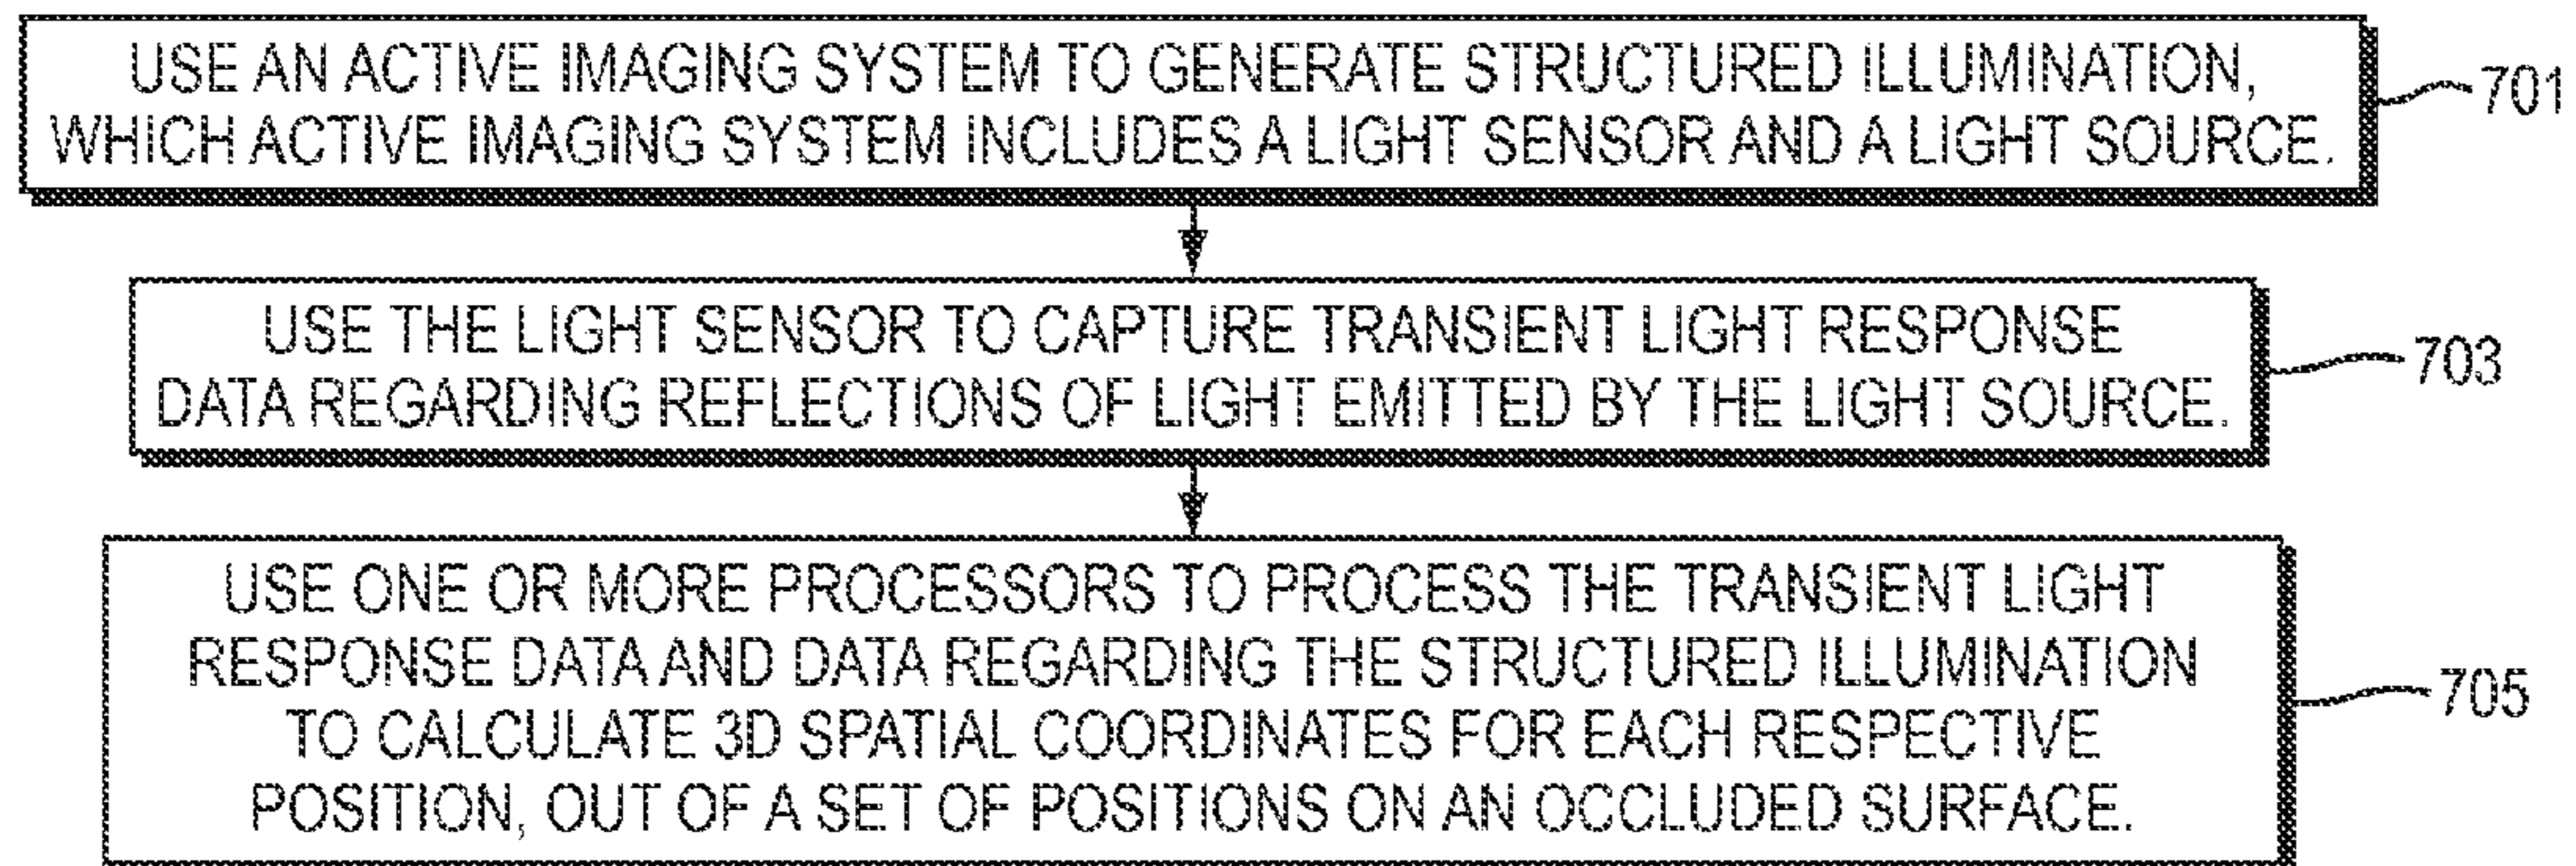 USE AN ACTIVE IMAGING SYSTEM TO GENERATE STRUCTURED ILLUMINATION,
WHICH ACTIVE IMAGING SYSTEM INCLUDES A LIGHT SENSOR AND A LIGHT SOURCE.
701
USE THE LIGHT SENSOR TO CAPTURE TRANSIENT LIGHT RESPONSE
DATA REGARDING REFLECTIONS OF LIGHT EMITTED BY THE LIGHT SOURCE.
703
USE ONE OR MORE PROCESSORS TO PROCESS THE TRANSIENT LIGHT
RESPONSE DATA AND DATA REGARDING THE STRUCTURED ILLUMINATION
TO CALCULATE 3D SPATIAL COORDINATES FOR EACH RESPECTIVE
POSITION, OUT OF A SET OF POSITIONS ON AN OCCLUDED SURFACE.
705